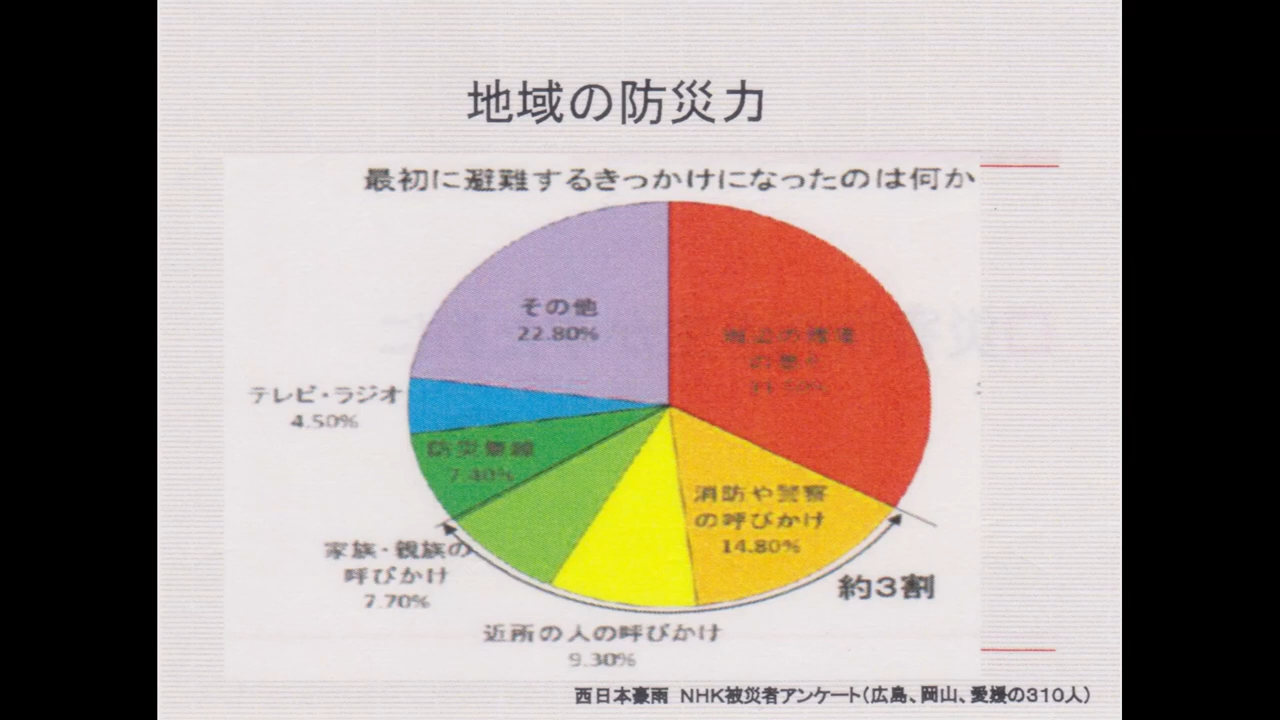 地域の防災力
最初に避難するきっかけになったのは何か
その他
22.80%
テレビ・ラジオ
4.50%
防災無線
7.40%
消防や警察
の呼びかけ
14.80%
家族・親族の
呼びかけ
7.70%
約3割
近所の人の呼びかけ
9.30%
西日本豪雨 NHK被災者アンケート(広島、岡山、愛媛の310人)